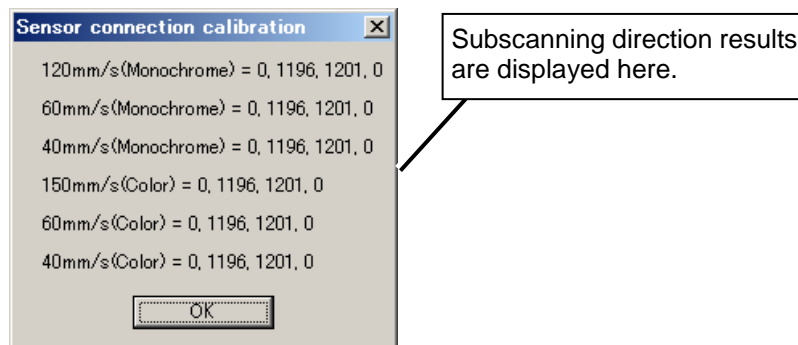 Sensor connection calibration
120mm/s(Monochrome) = 0, 1196, 1201, 0
60mm/s(Monochrome) = 0, 1196, 1201, 0
40mm/s(Monochrome) = 0, 1196, 1201, 0
150mm/s(Color) = 0, 1196, 1201, 0
60mm/s(Color) = 0, 1196, 1201, 0
40mm/s(Color) = 0, 1196, 1201, 0
OK
Subscanning direction results
are displayed here.